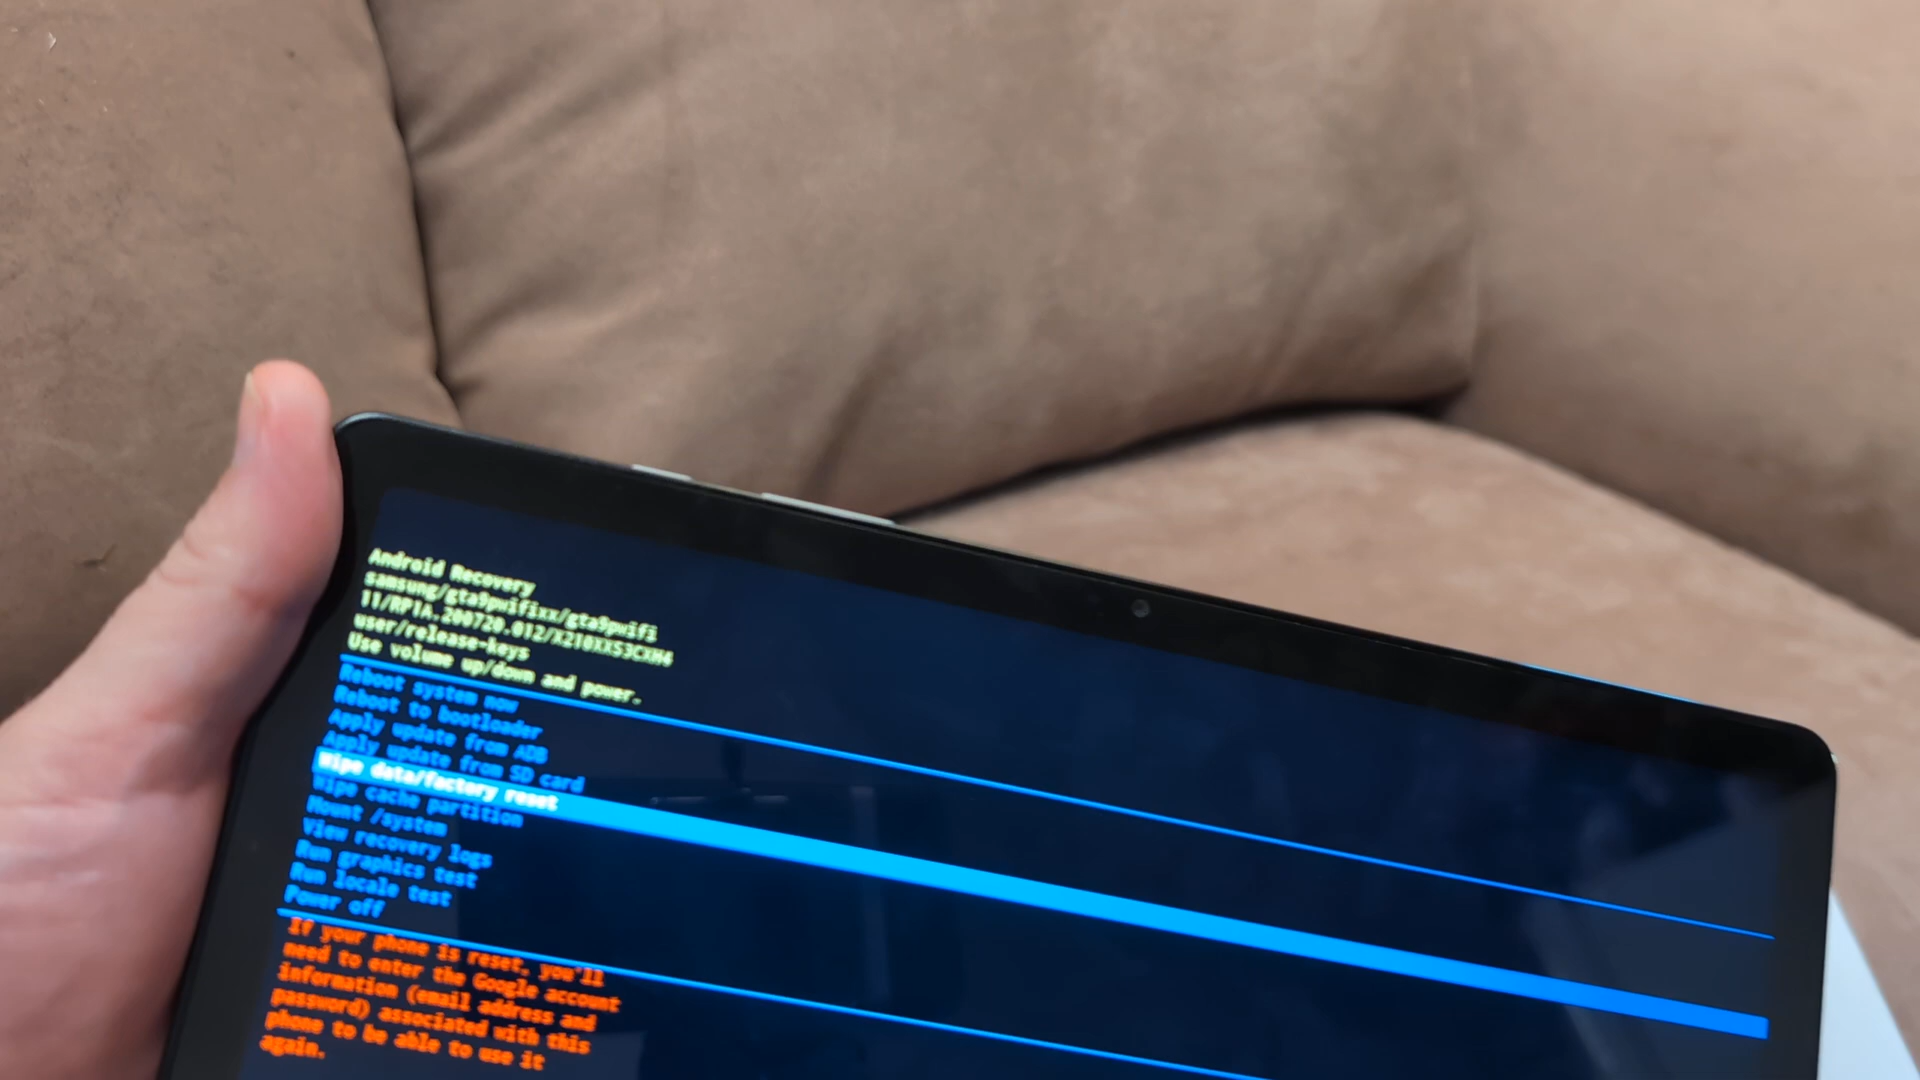 Android Recovery
samsung/gta9pwifixx/gta9pwifi
11/RP1A.200720.012/X210XXS3CXH4
user/release-keys
Use volume up/down and power.
Reboot system now
Reboot to bootloader
Apply update from ADB
Apply update from SD card
Wipe data/factory reset
Wipe cache partition
Mount /system
View recovery logs
Run graphics test
Run locale test
Power off
If your phone is reset, you'll
need to enter the Google account
information (email address and
password) associated with this
phone to be able to use it
again.